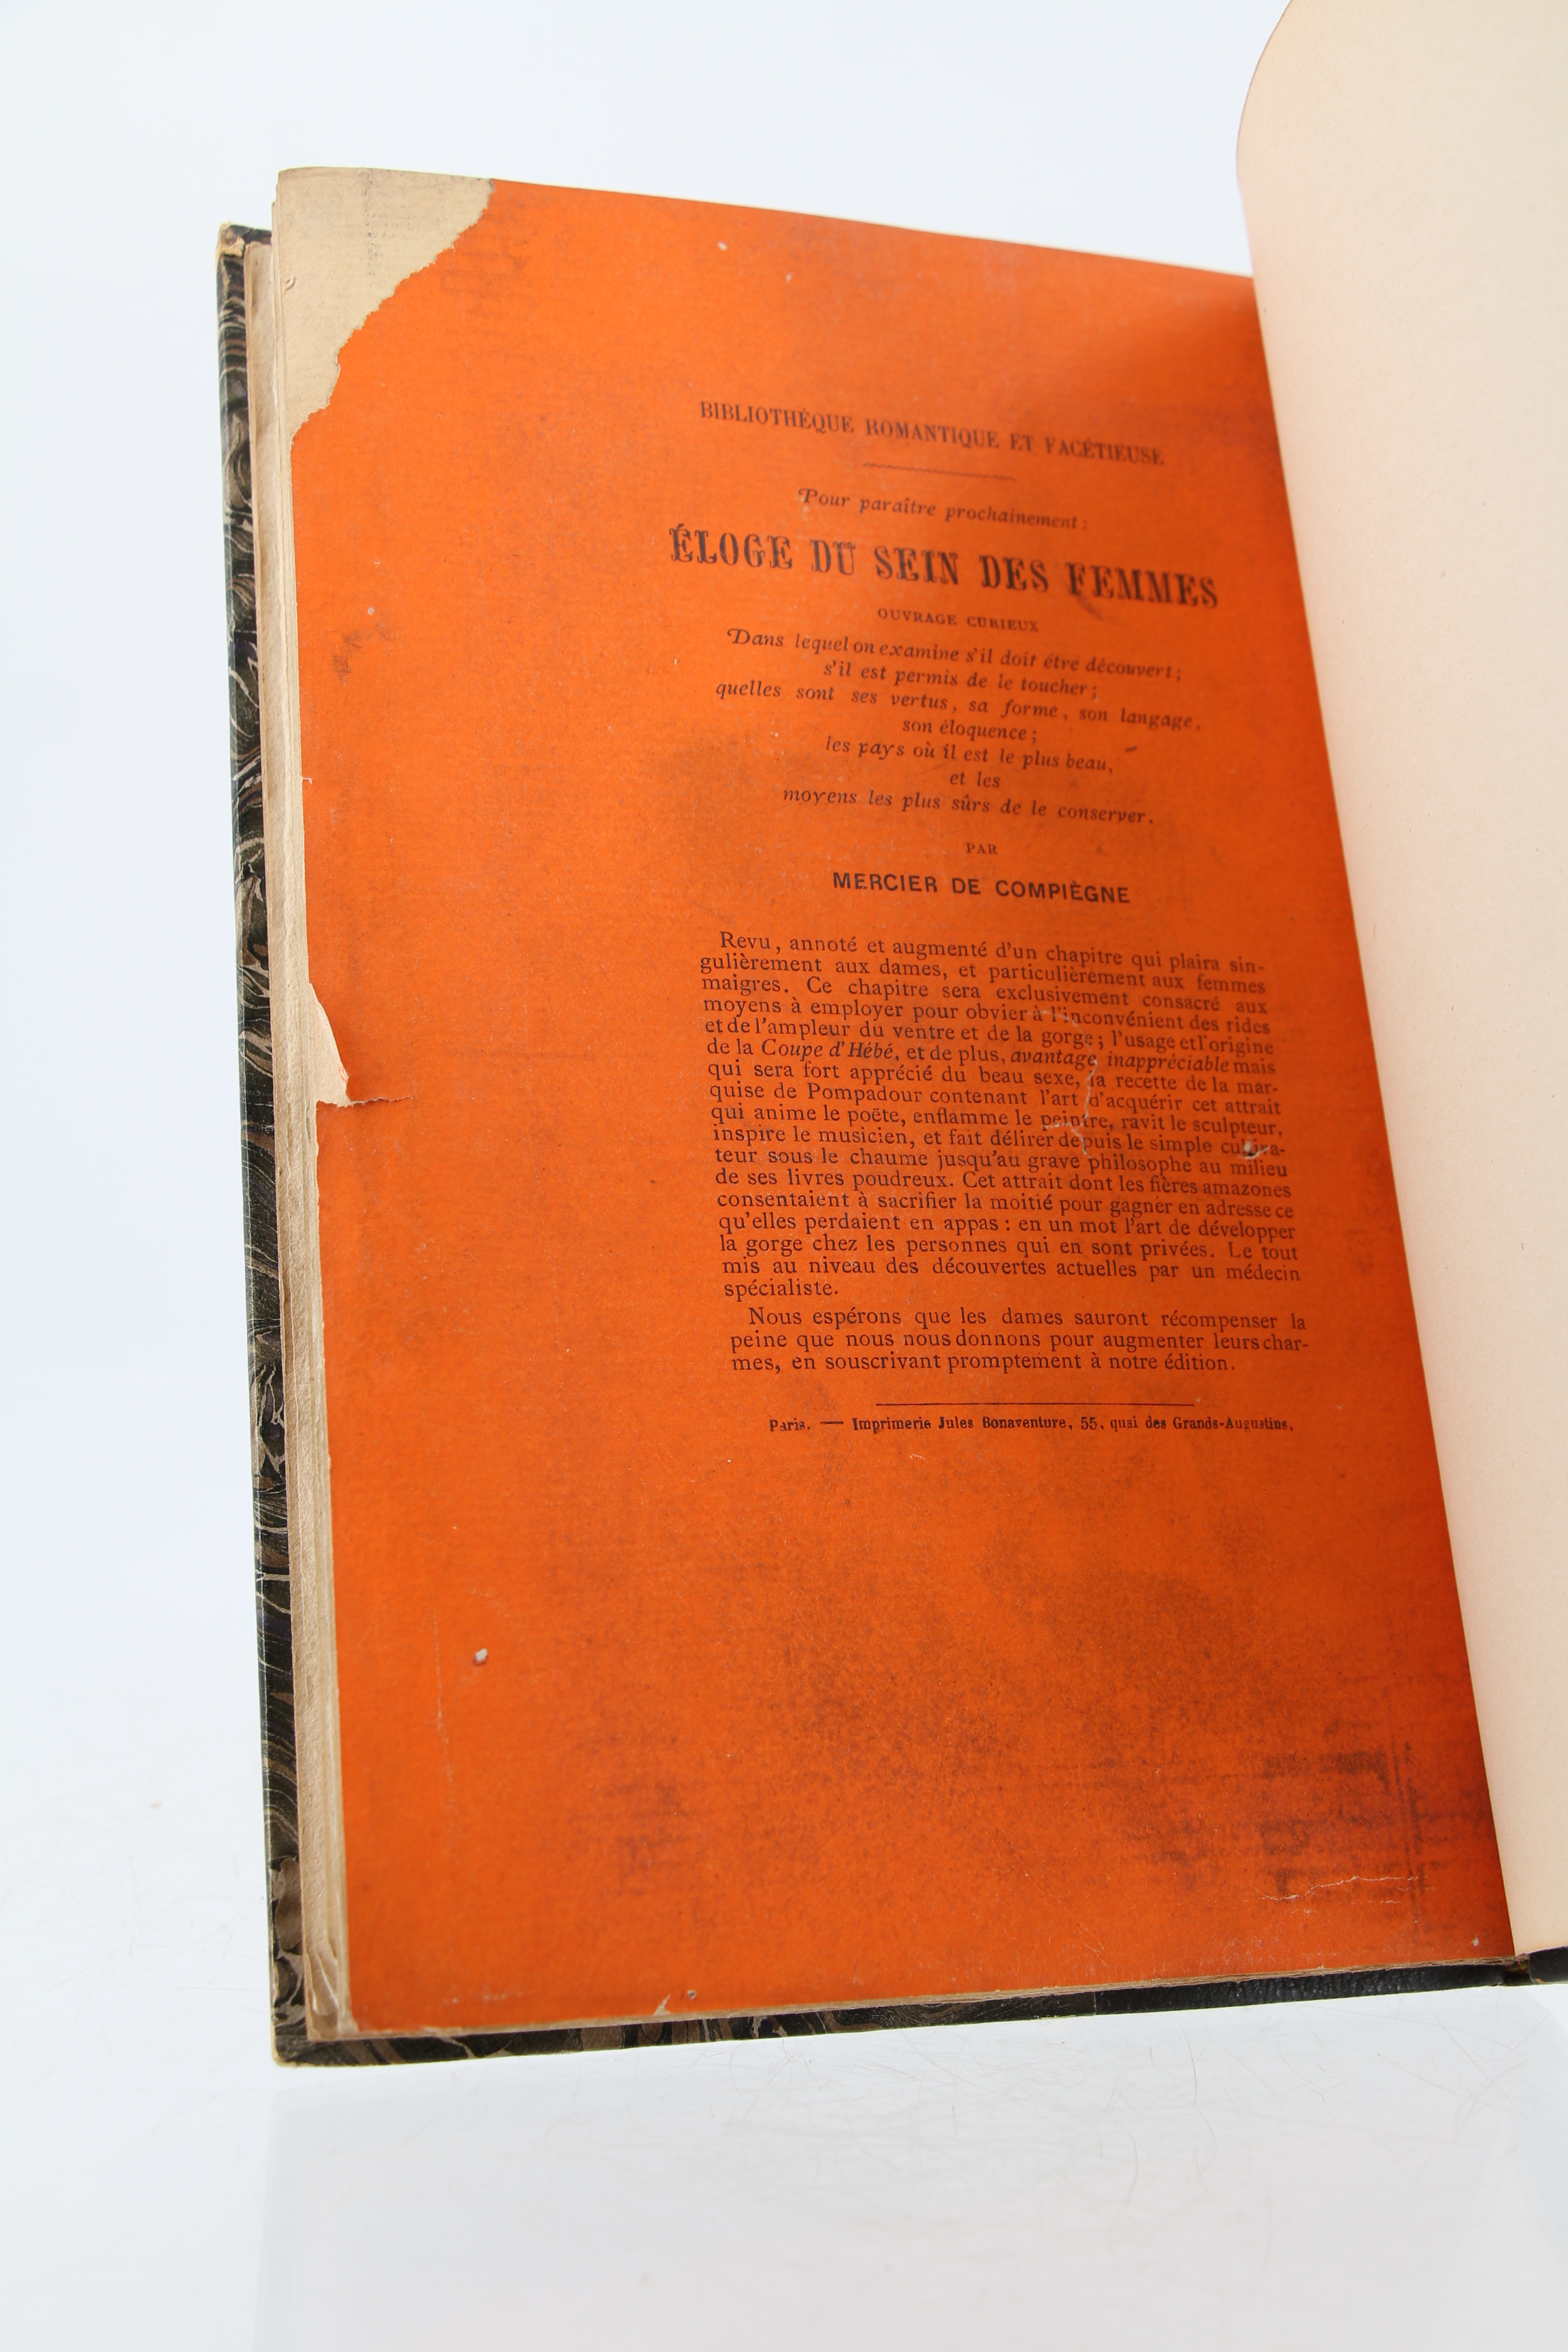 BIBLIOTHÈQUE ROMANTIQUE ET FACÉTIEUSE
Pour paraître prochainement :
ÉLOGE DU SEIN DES FEMMES
OUVRAGE CURIEUX
Dans lequel on examine s'il doit être découvert ;
s'il est permis de le toucher ;
quelles sont ses vertus, sa forme, son langage,
son éloquence ;
les pays où il est le plus beau,
et les
moyens les plus sûrs de le conserver.
PAR
MERCIER DE COMPIÈGNE
Revu, annoté et augmenté d'un chapitre qui plaira sin-
gulièrement aux dames, et particulièrement aux femmes
maigres. Ce chapitre sera exclusivement consacré aux
moyens à employer pour obvier à l'inconvénient des rides
et de l'ampleur du ventre et de la gorge ; l'usage et l'origine
de la Coupe d'Hébé, et de plus, avantage inappréciable mais
qui sera fort apprécié du beau sexe, la recette de la mar-
quise de Pompadour contenant l'art d'acquérir cet attrait
qui anime le poëte, enflamme le peintre, ravit le sculpteur,
inspire le musicien, et fait délirer depuis le simple cultiva-
teur sous le chaume jusqu'au grave philosophe au milieu
de ses livres poudreux. Cet attrait dont les fières amazones
consentaient à sacrifier la moitié pour gagner en adresse ce
qu'elles perdaient en appas : en un mot l'art de développer
la gorge chez les personnes qui en sont privées. Le tout
mis au niveau des découvertes actuelles par un médecin
spécialiste.
Nous espérons que les dames sauront récompenser la
peine que nous nous donnons pour augmenter leurs char-
mes, en souscrivant promptement à notre édition.
Paris. — Imprimerie Jules Bonaventure, 55, quai des Grands-Augustins.